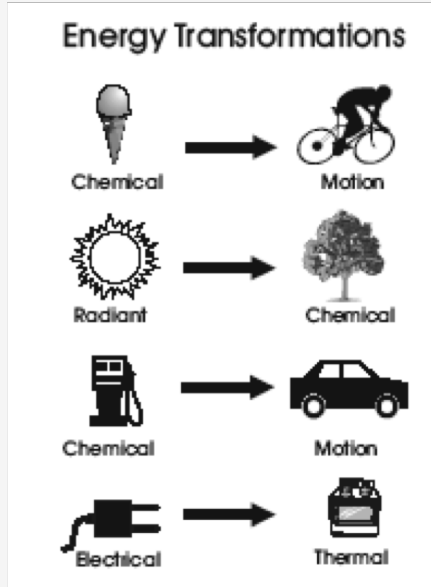 Energy Transformations
Chemical Motion
Radiant Chemical
Chemical Motion
Electrical Thermal